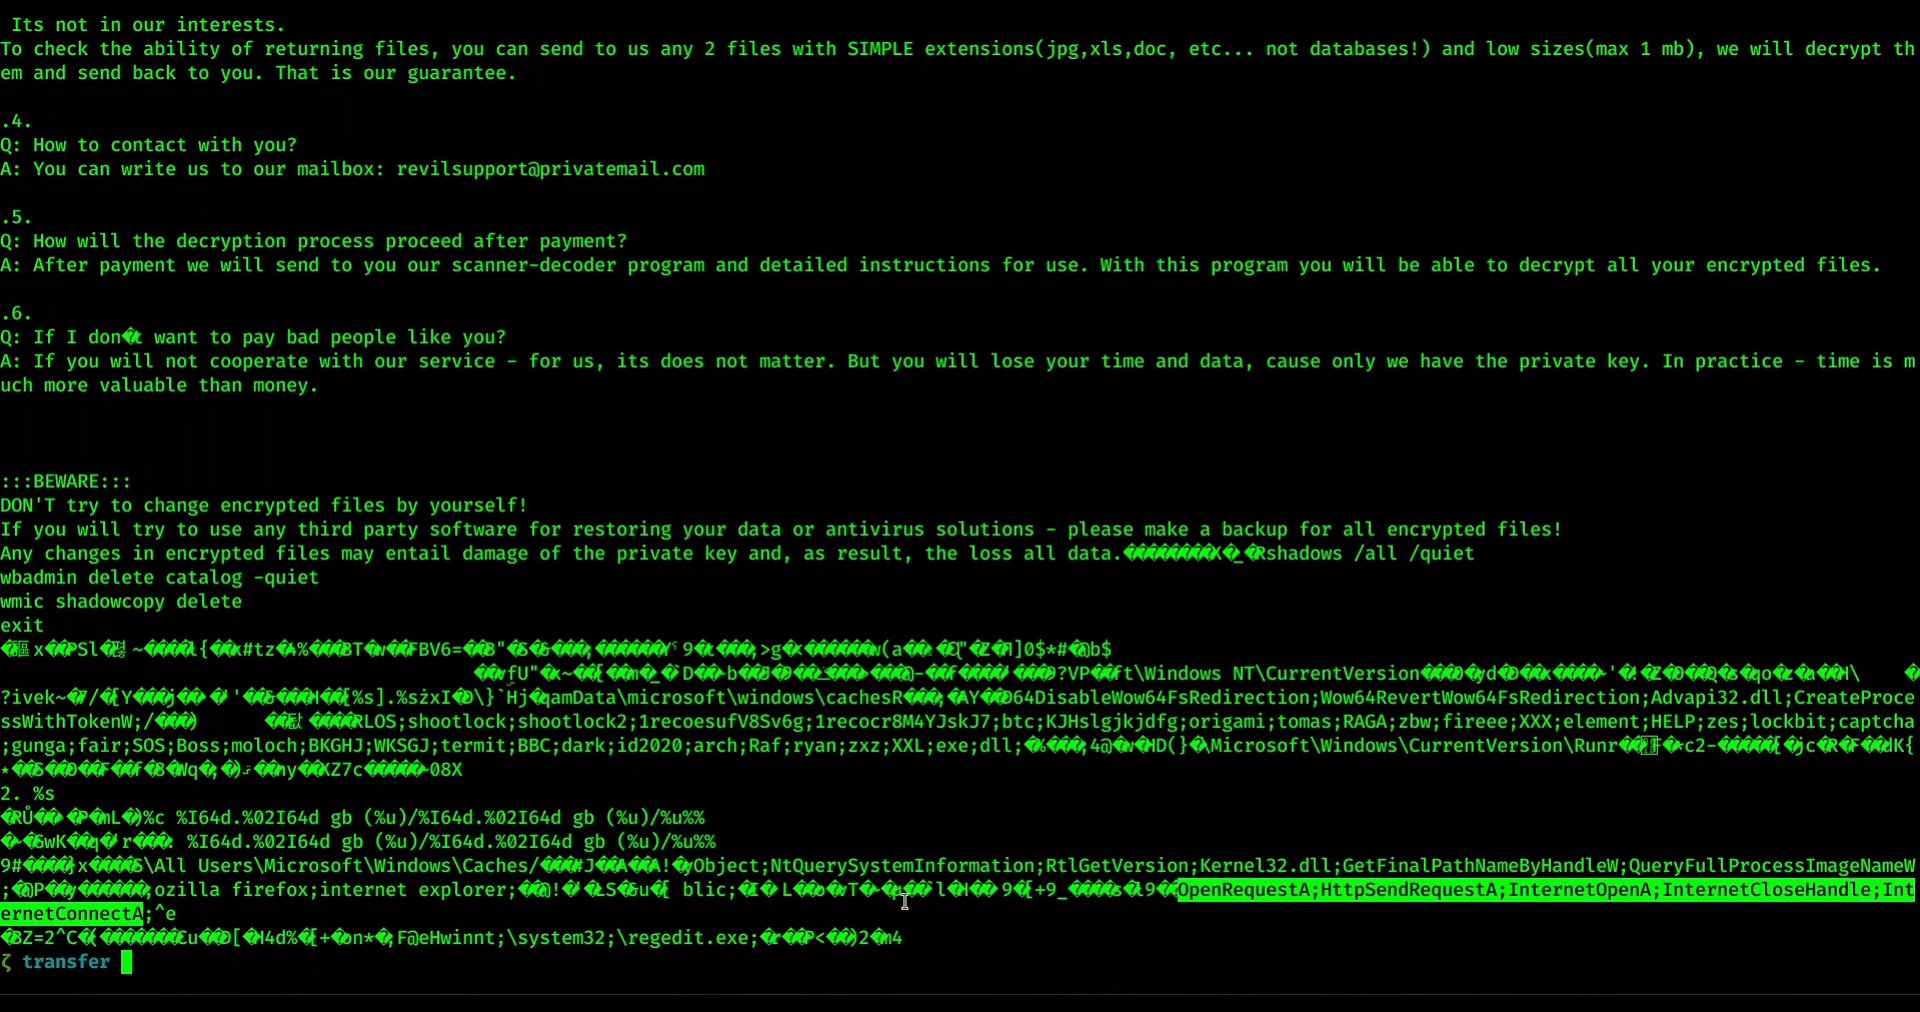 Its not in our interests.
To check the ability of returning files, you can send to us any 2 files with SIMPLE extensions(jpg,xls,doc, etc... not databases!) and low sizes(max 1 mb), we will decrypt th
em and send back to you. That is our guarantee.
.4.
Q: How to contact with you?
A: You can write us to our mailbox: revilsupport@privatemail.com
.5.
Q: How will the decryption process proceed after payment?
A: After payment we will send to you our scanner-decoder program and detailed instructions for use. With this program you will be able to decrypt all your encrypted files.
.6.
Q: If I don�t want to pay bad people like you?
A: If you will not cooperate with our service - for us, its does not matter. But you will lose your time and data, cause only we have the private key. In practice - time is m
uch more valuable than money.
:::BEWARE:::
DON'T try to change encrypted files by yourself!
If you will try to use any third party software for restoring your data or antivirus solutions - please make a backup for all encrypted files!
Any changes in encrypted files may entail damage of the private key and, as result, the loss all data. shadows /all /quiet
wbadmin delete catalog -quiet
wmic shadowcopy delete
exit
ft\Windows NT\CurrentVersion
amData\microsoft\windows\caches 64DisableWow64FsRedirection;Wow64RevertWow64FsRedirection;Advapi32.dll;CreateProce
ssWithTokenW;/ LOS;shootlock;shootlock2;1recoesufV8Sv6g;1recocr8M4YJskJ7;btc;KJHslgjkjdfg;origami;tomas;RAGA;zbw;fireee;XXX;element;HELP;zes;lockbit;captcha
;gunga;fair;SOS;Boss;moloch;BKGHJ;WKSGJ;termit;BBC;dark;id2020;arch;Raf;ryan;zxz;XXL;exe;dll; \Microsoft\Windows\CurrentVersion\Run
08X
2. %s
%c %I64d.%02I64d gb (%u)/%I64d.%02I64d gb (%u)/%u%%
: %I64d.%02I64d gb (%u)/%I64d.%02I64d gb (%u)/%u%%
\All Users\Microsoft\Windows\Caches/ yObject;NtQuerySystemInformation;RtlGetVersion;Kernel32.dll;GetFinalPathNameByHandleW;QueryFullProcessImageNameW
; ;ozilla firefox;internet explorer; blic; OpenRequestA;HttpSendRequestA;InternetOpenA;InternetCloseHandle;Int
ernetConnectA;^e
winnt;\system32;\regedit.exe;
ζ transfer